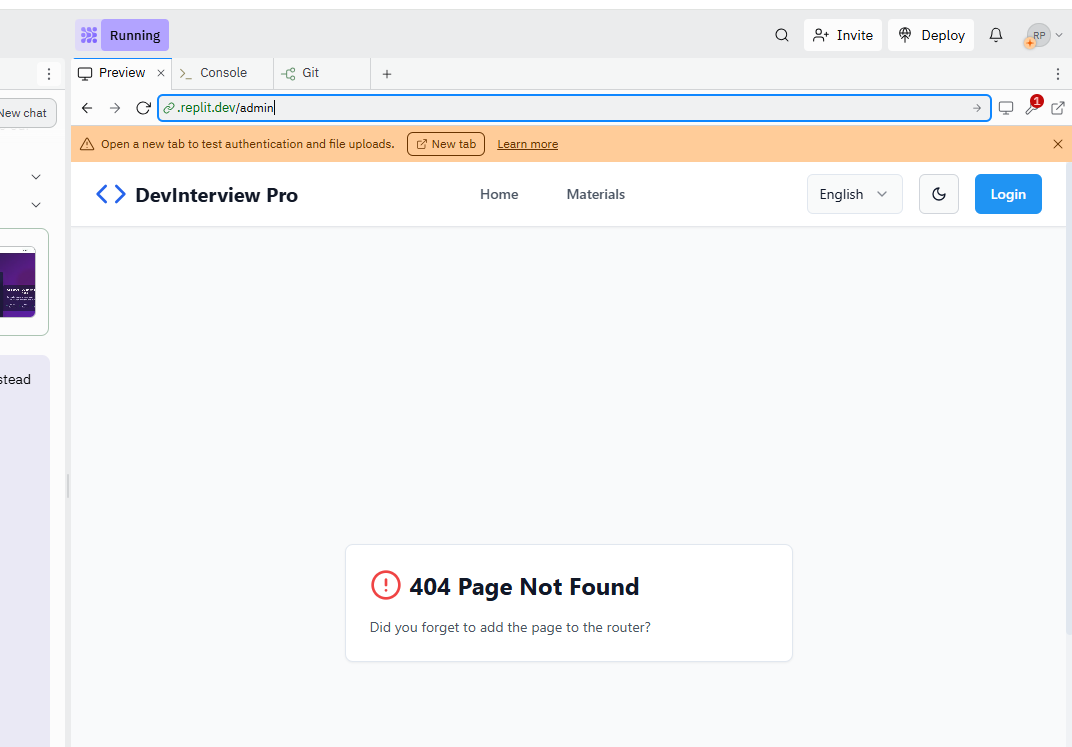 Running
Invite
Deploy
RP
Preview
Console
Git
New chat
.replit.dev/admin
1
Open a new tab to test authentication and file uploads.
New tab
Learn more
DevInterview Pro
Home
Materials
English
Login
stead
404 Page Not Found
Did you forget to add the page to the router?